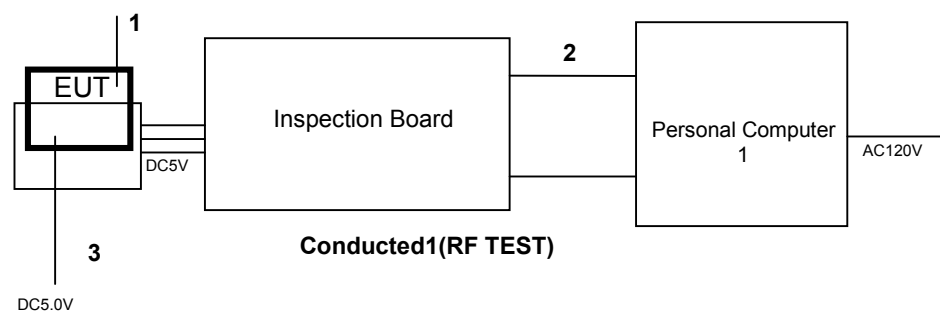 1
EUT
DC5V
Inspection Board
2
Personal Computer
1
AC120V
3
Conducted1(RF TEST)
DC5.0V